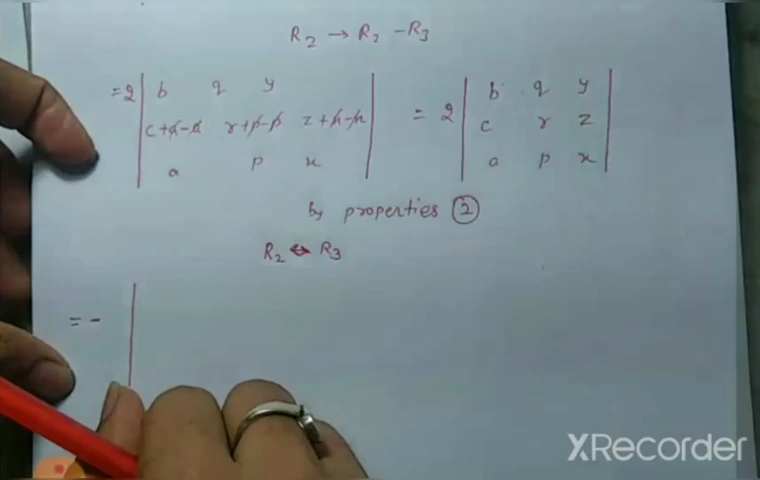 R2 → R2 - R3
= 2 | b q y | = 2 | b q y |
| c+a-a r+p-p z+x-x | | c r z |
| a p x | | a p x |
by properties 2
R2 ↔ R3
= - |
XRecorder